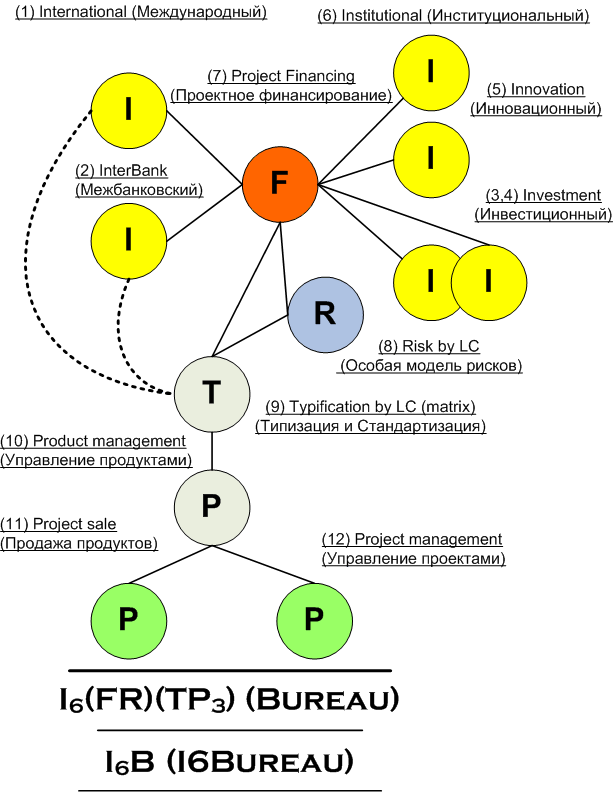 (1) International (Международный)
(6) Institutional (Институциональный)
(7) Project Financing
(Проектное финансирование)
I
I
(5) Innovation
(Инновационный)
I
(2) InterBank
(Межбанковский)
F
(3,4) Investment
(Инвестиционный)
I
I
I
R
(8) Risk by LC
(Особая модель рисков)
T
(9) Typification by LC (matrix)
(Типизация и Стандартизация)
(10) Product management
(Управление продуктами)
P
(11) Project sale
(Продажа продуктов)
(12) Project management
(Управление проектами)
P
P
I₆(FR)(TP₃) (BUREAU)
I₆B (I6BUREAU)